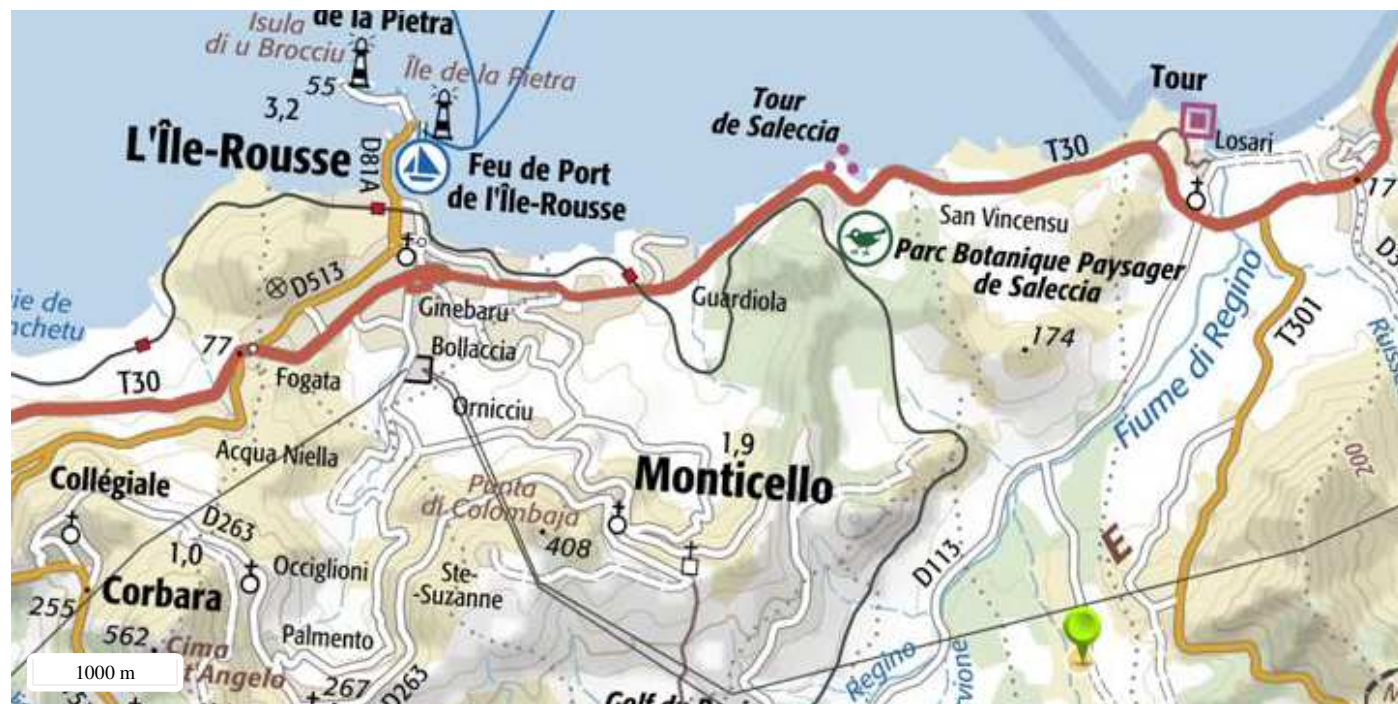 de la Pietra
Isula
di u Brocciu
Île de la Pietra
55
3,2
L'Île-Rousse
D81A
Feu de Port
de l'Île-Rousse
Tour
de Saleccia
Tour
Losari
T30
17
San Vincensu
Parc Botanique Paysager
de Saleccia
D513
Ginebaru
Guardiola
Fiume di Regino
T301
174
77
Bollaccia
T30
Fogata
Ornicciu
Acqua Niella
1,9
Monticello
200
Collégiale
Punta
di Colombaja
408
D263
1,0
Occiglioni
Ste-
-Suzanne
D113
E
Corbara
255
562
Cima
Palmento
267
D263
Regino
1000 m